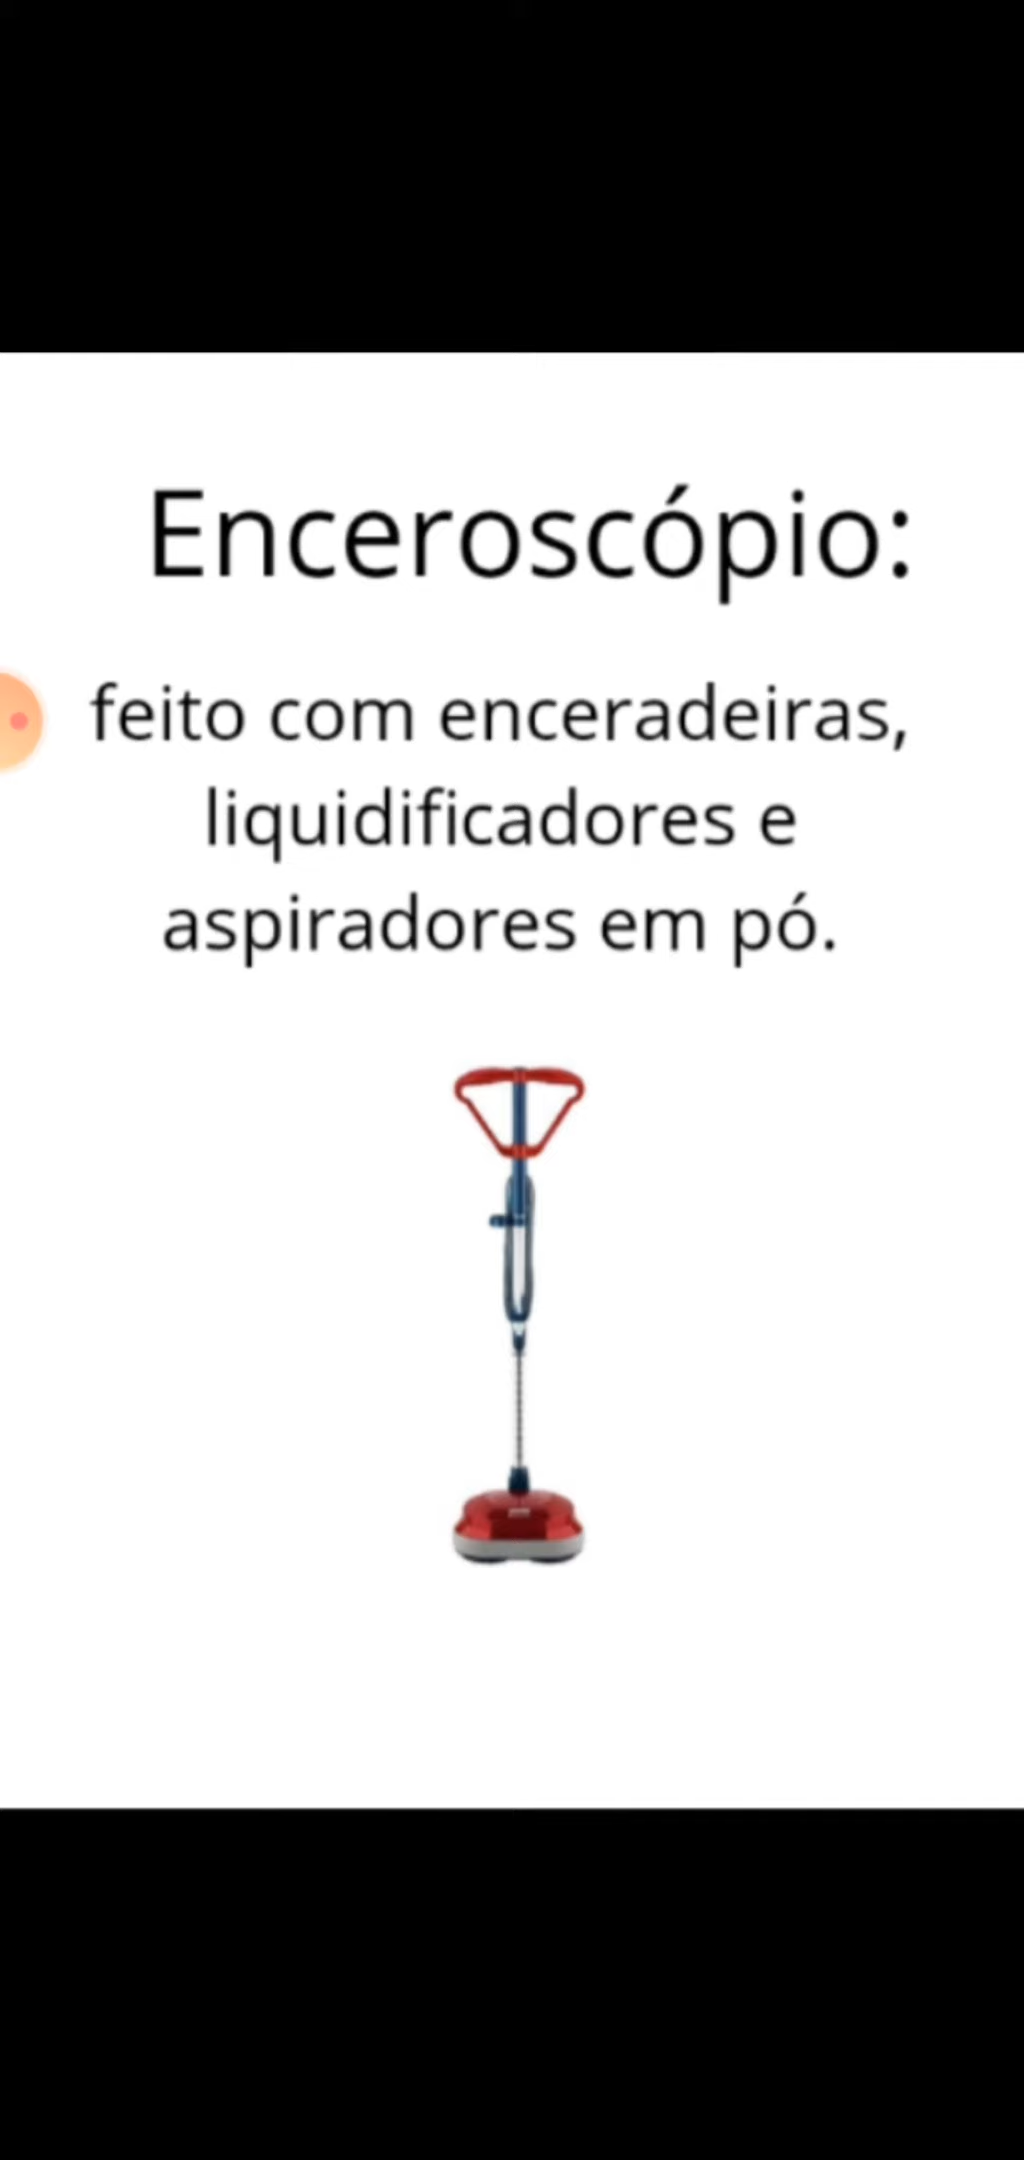 Enceroscópio:
feito com enceradeiras,
liquidificadores e
aspiradores em pó.